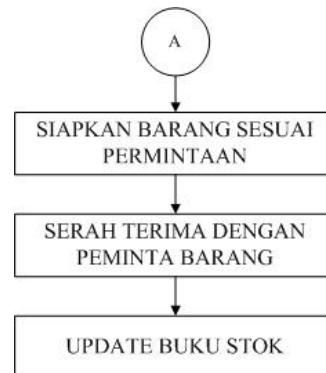 A
SIAPKAN BARANG SESUAI
PERMINTAAN
SERAH TERIMA DENGAN
PEMINTA BARANG
UPDATE BUKU STOK